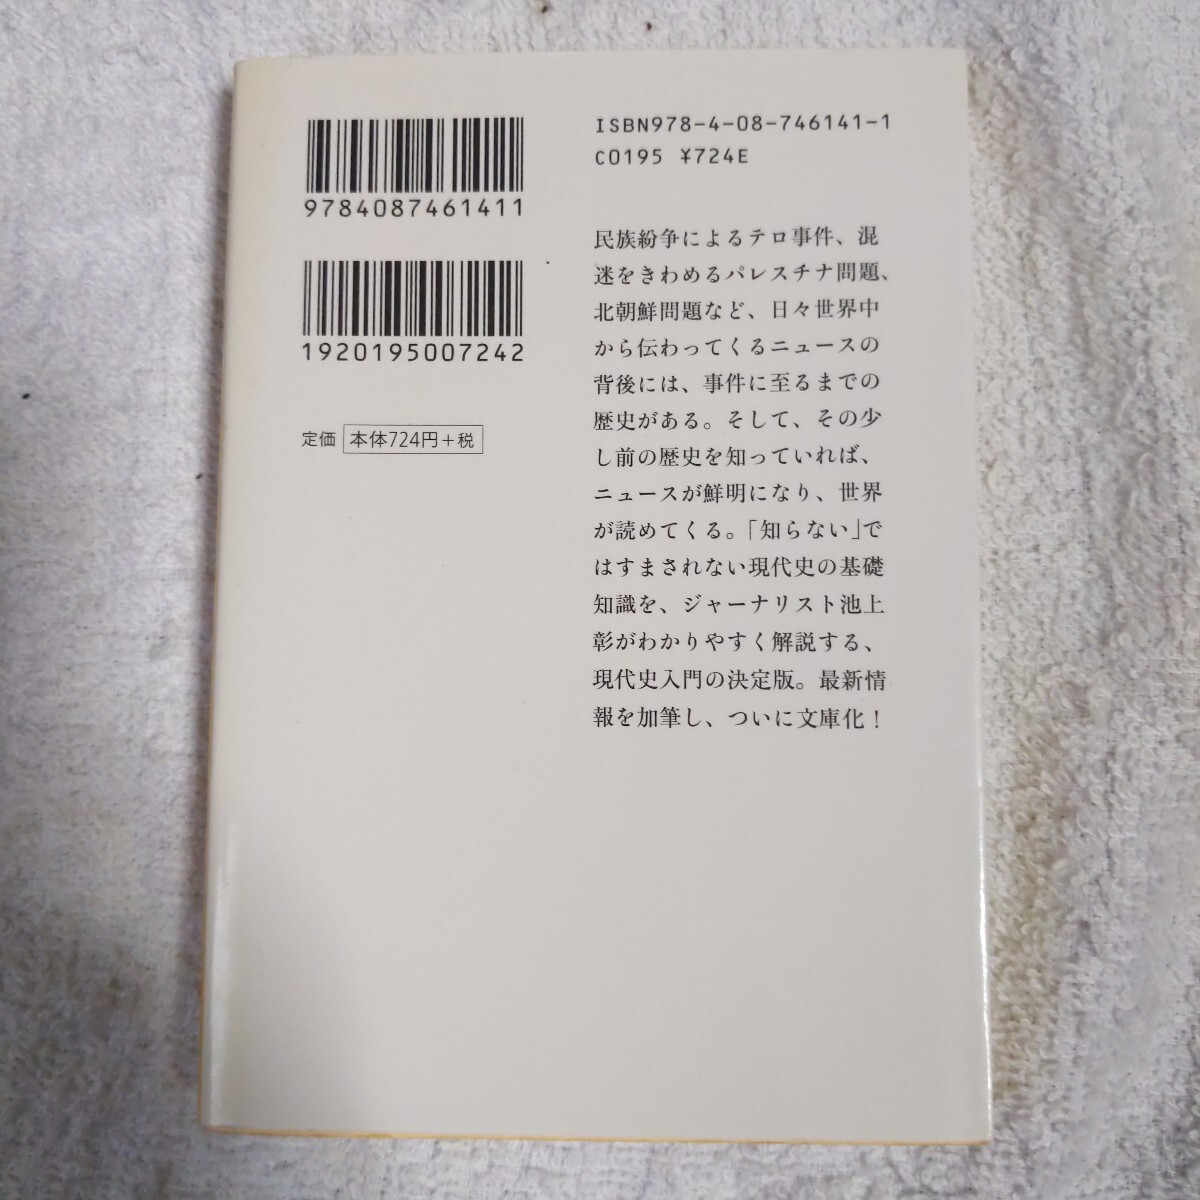 9784087461411
1920195007242
定価 本体724円+税
ISBN978-4-08-746141-1
C0195 ¥724E
民族紛争によるテロ事件、混
迷をきわめるパレスチナ問題、
北朝鮮問題など、日々世界中
から伝わってくるニュースの
背後には、事件に至るまでの
歴史がある。そして、その少
し前の歴史を知っていれば、
ニュースが鮮明になり、世界
が読めてくる。「知らない」で
はすまされない現代史の基礎
知識を、ジャーナリスト池上
彰がわかりやすく解説する、
現代史入門の決定版。最新情
報を加筆し、ついに文庫化！